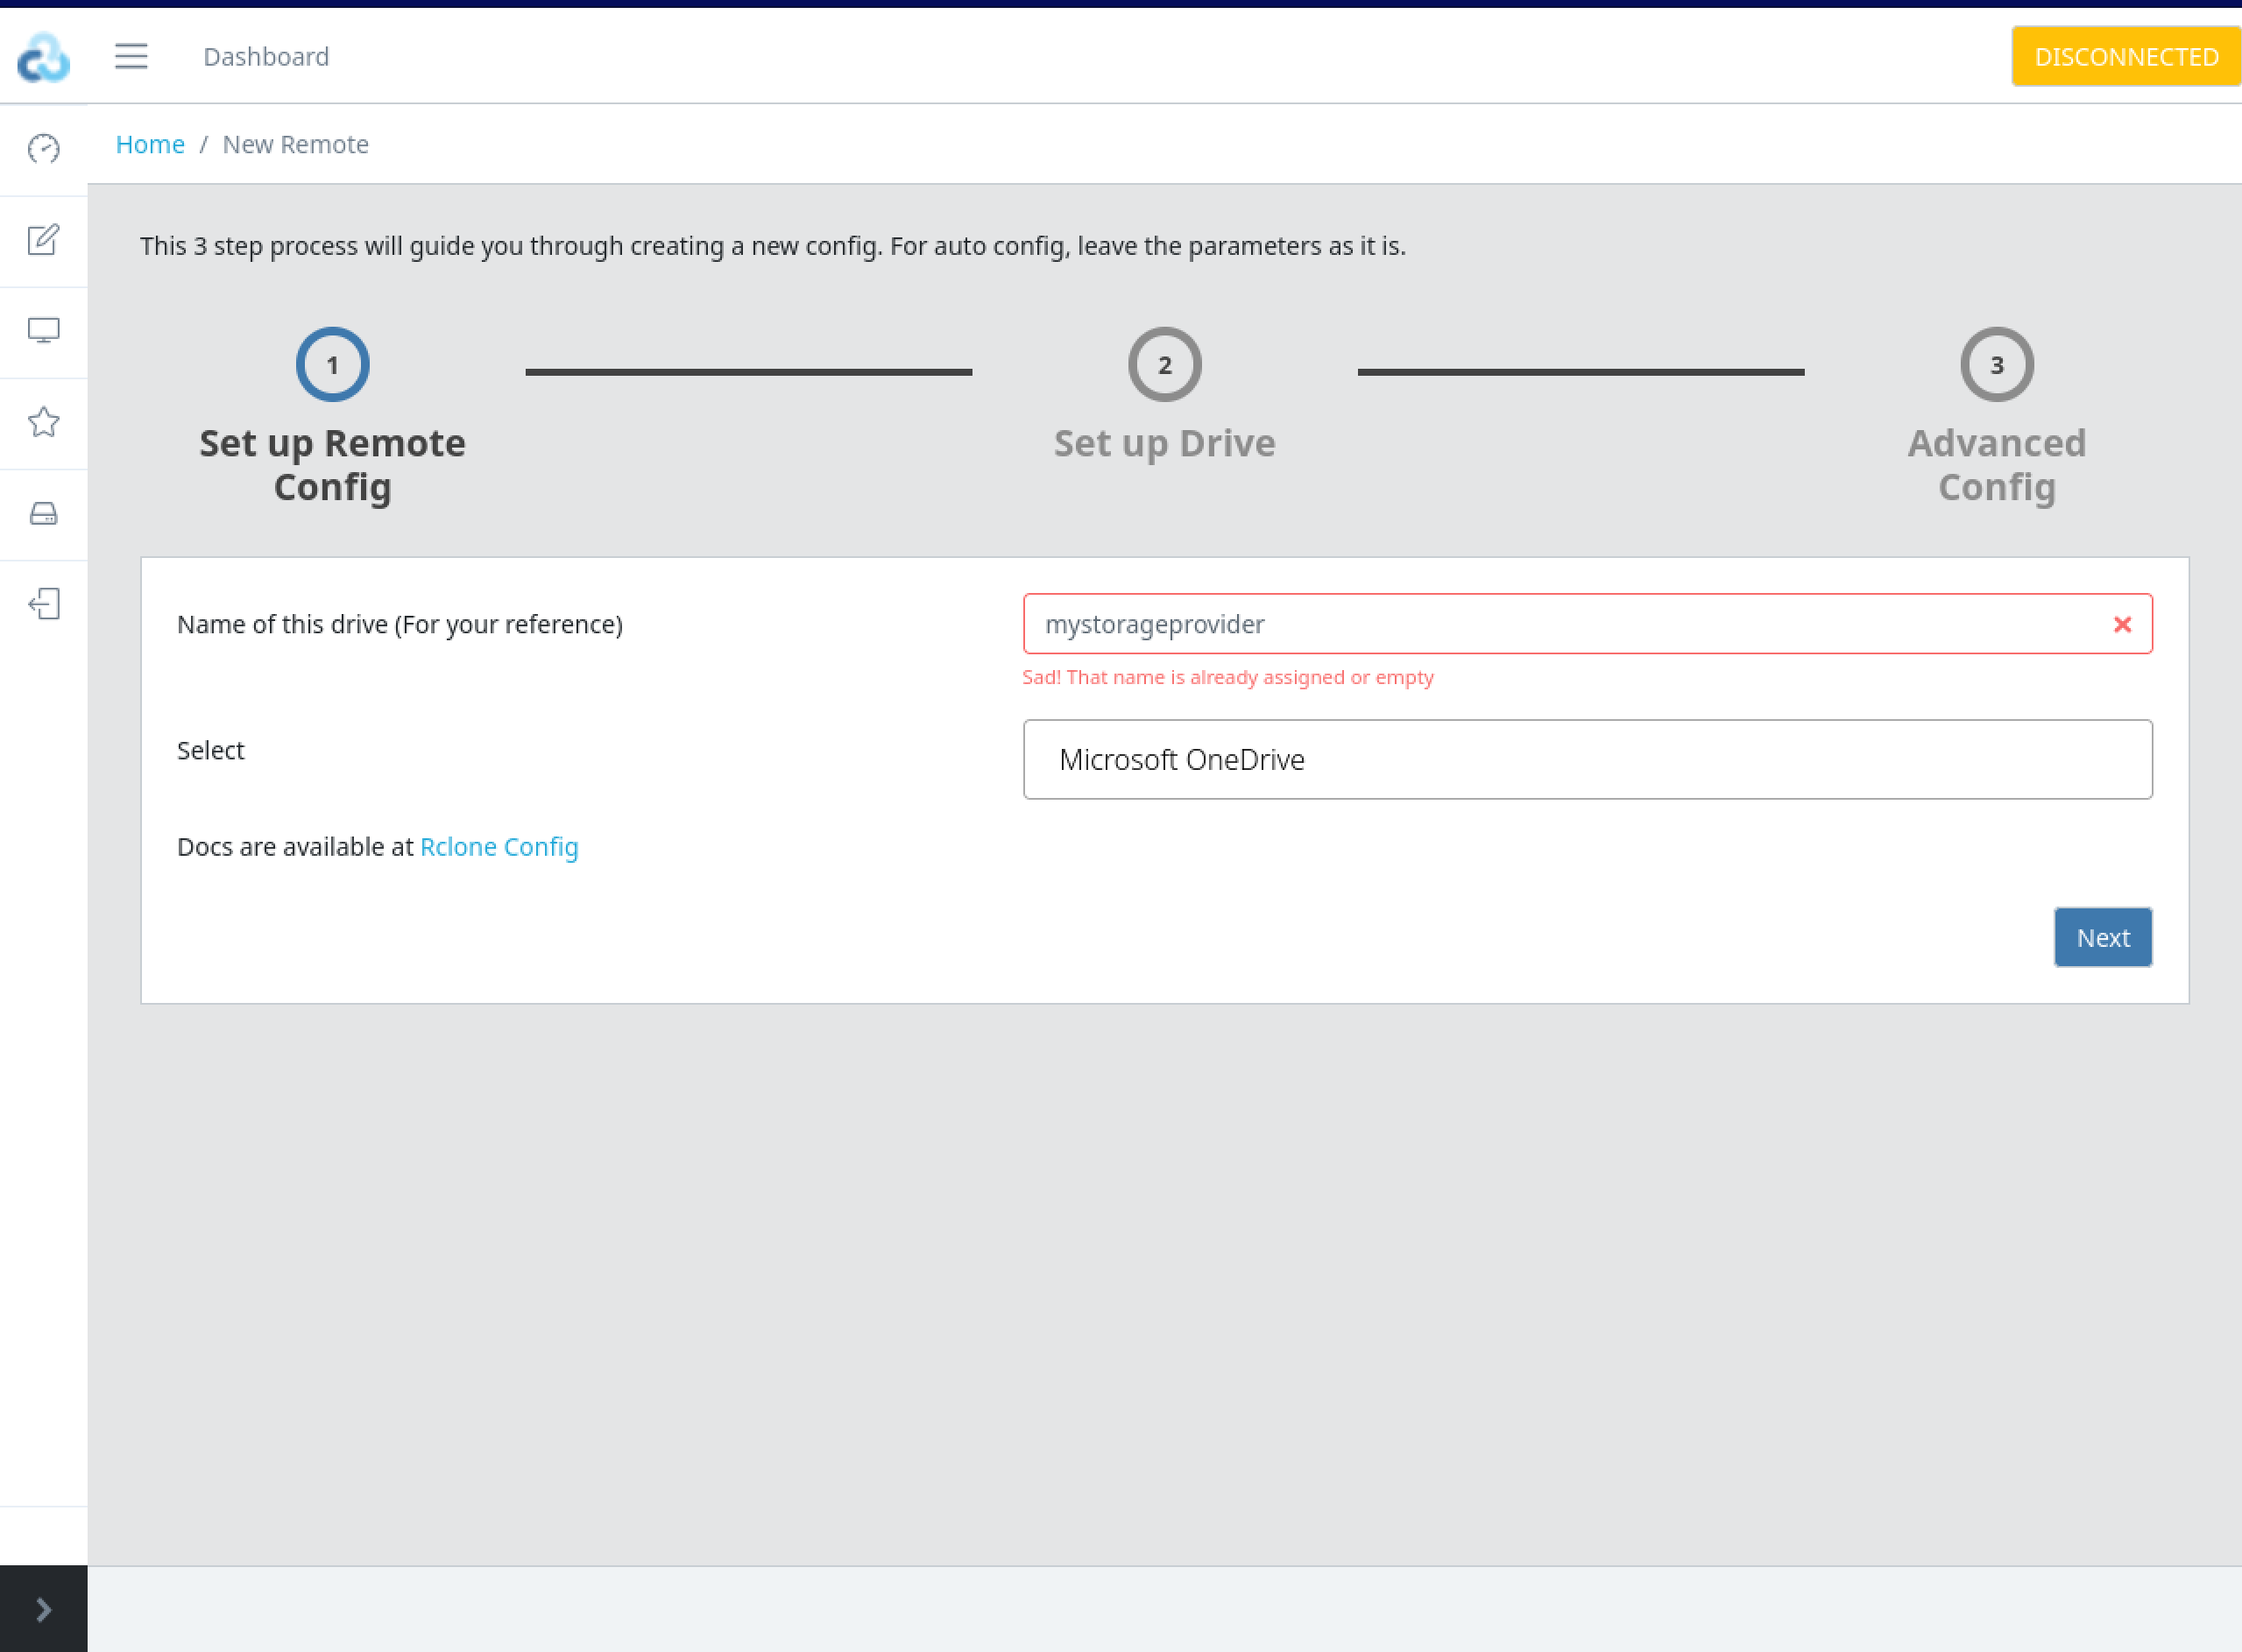 Dashboard
DISCONNECTED
Home / New Remote
This 3 step process will guide you through creating a new config. For auto config, leave the parameters as it is.
1
2
3
Set up Remote
Config
Set up Drive
Advanced
Config
Name of this drive (For your reference)
mystorageprovider
Sad! That name is already assigned or empty
Select
Microsoft OneDrive
Docs are available at Rclone Config
Next